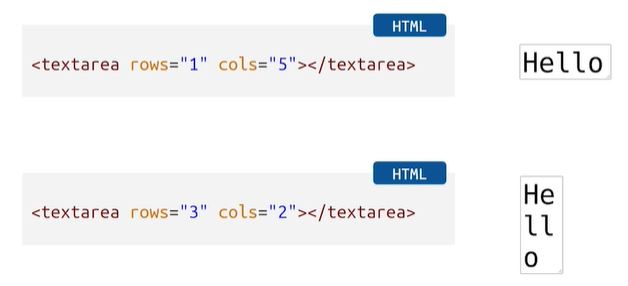 HTML
<textarea rows="1" cols="5"></textarea>
Hello
HTML
<textarea rows="3" cols="2"></textarea>
He
ll
o